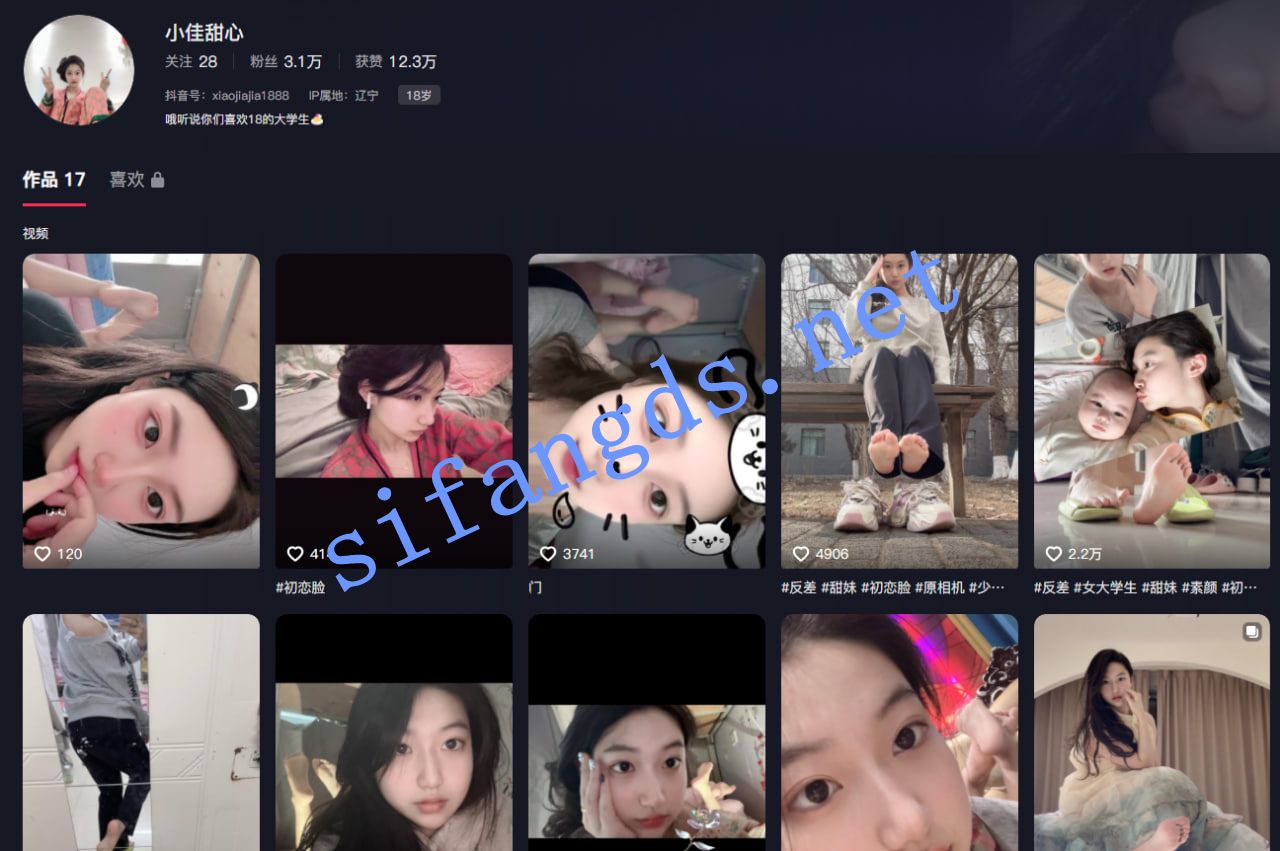 小佳甜心
关注 28 粉丝 3.1万 获赞 12.3万
抖音号：xiaojiajia1888 IP属地：辽宁 18岁
哦听说你们喜欢18的大学生
作品 17 喜欢
视频
sifangds.net
120
41
3741
4906
2.2万
#初恋脸
门
#反差 #甜妹 #初恋脸 #原相机 #少…
#反差 #女大学生 #甜妹 #素颜 #初…